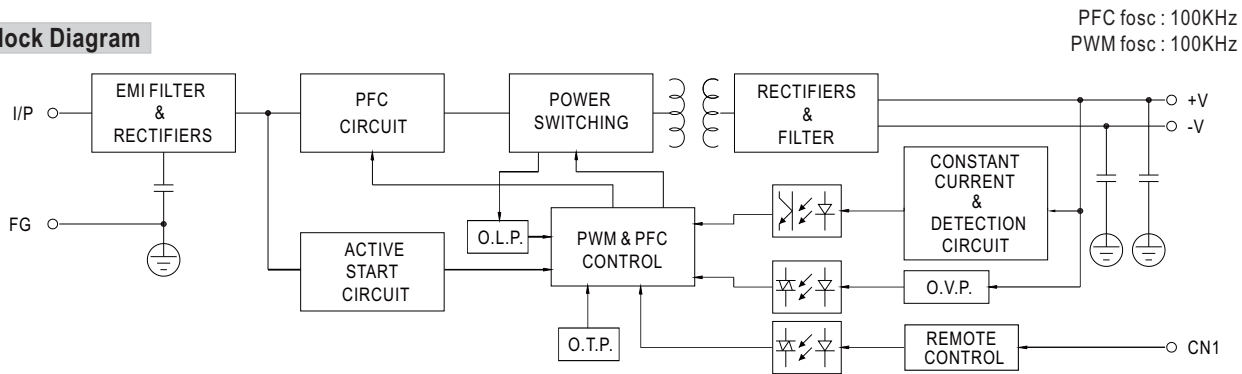 PFC fosc : 100KHz
lock Diagram
PWM fosc : 100KHz
I/P
EMI FILTER
&
RECTIFIERS
PFC
CIRCUIT
POWER
SWITCHING
RECTIFIERS
&
FILTER
+V
-V
CONSTANT
CURRENT
&
DETECTION
CIRCUIT
FG
O.L.P.
PWM & PFC
CONTROL
ACTIVE
START
CIRCUIT
O.V.P.
O.T.P.
REMOTE
CONTROL
CN1